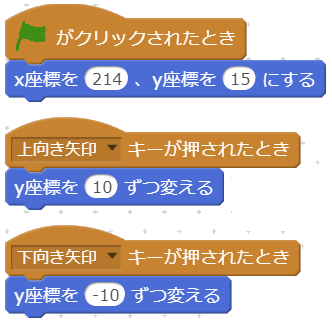 がクリックされたとき
x座標を 214 、y座標を 15 にする
上向き矢印 キーが押されたとき
y座標を 10 ずつ変える
下向き矢印 キーが押されたとき
y座標を -10 ずつ変える